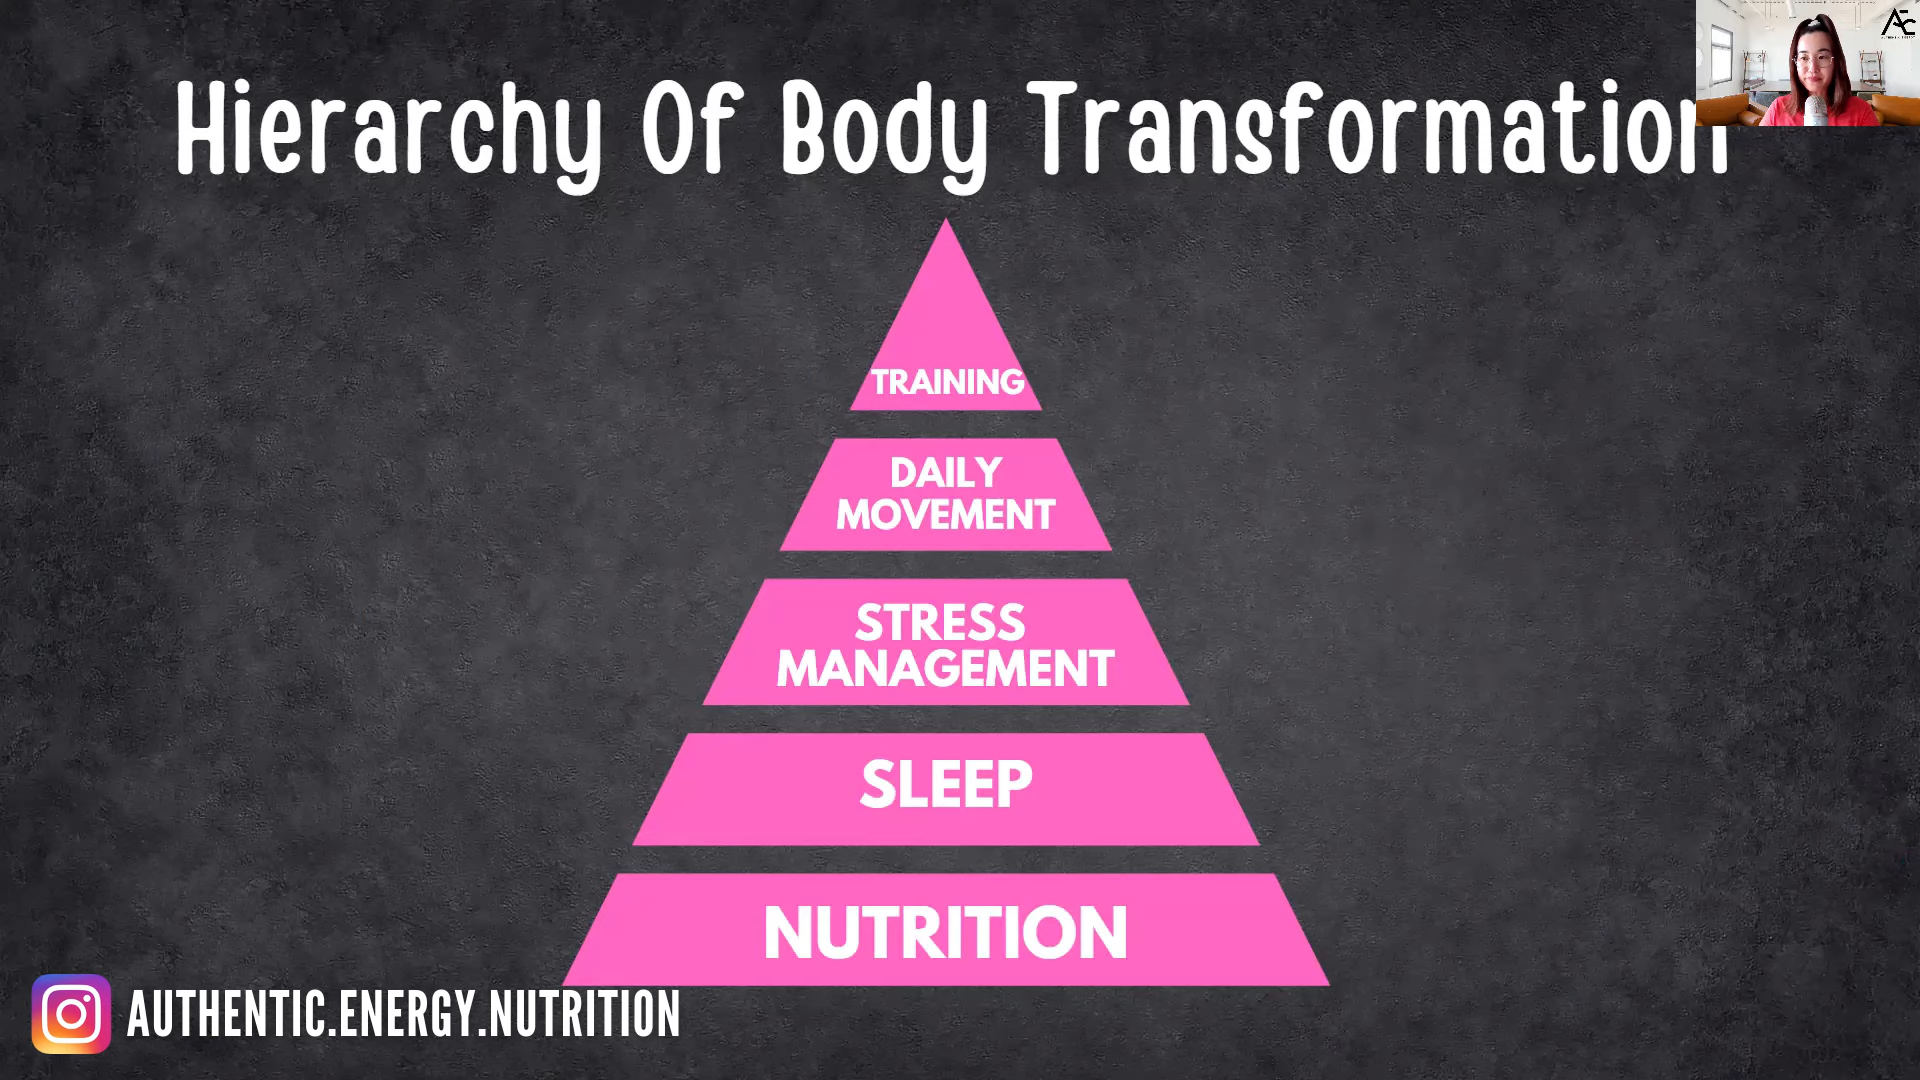 Hierarchy Of Body Transformation
TRAINING
DAILY
MOVEMENT
STRESS
MANAGEMENT
SLEEP
NUTRITION
AUTHENTIC.ENERGY.NUTRITION